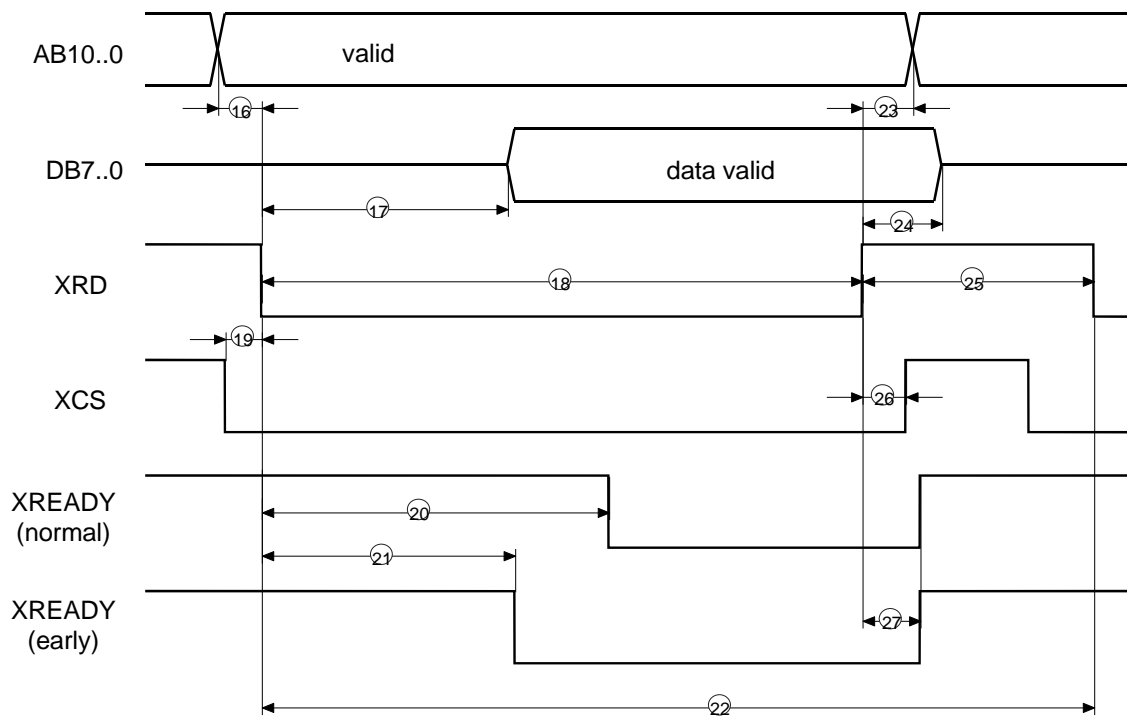 AB10..0
valid
16
23
DB7..0
data valid
17
24
XRD
18
25
19
XCS
26
XREADY
(normal)
20
21
XREADY
(early)
27
22